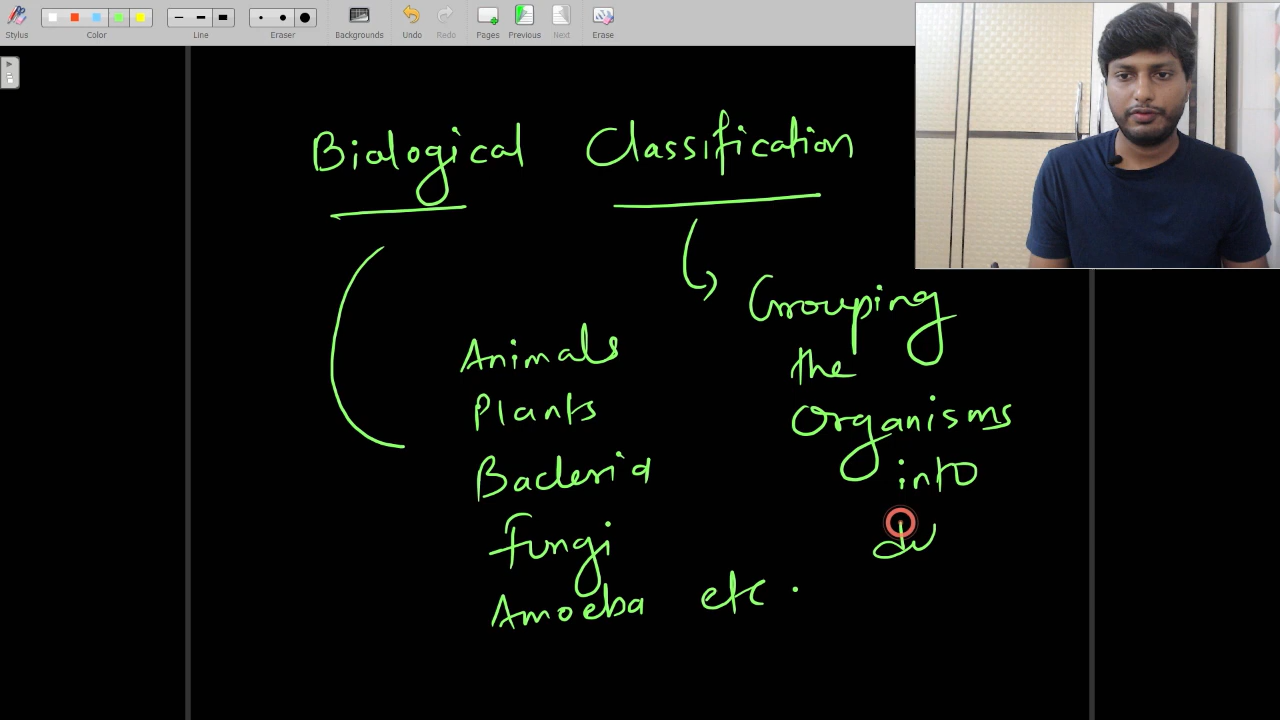 Stylus Color Line Eraser Backgrounds Undo Redo Pages Previous Next Erase
Biological Classification
Animals
Plants
Bacteria
Fungi
Amoeba etc.
Grouping
the
Organisms
into